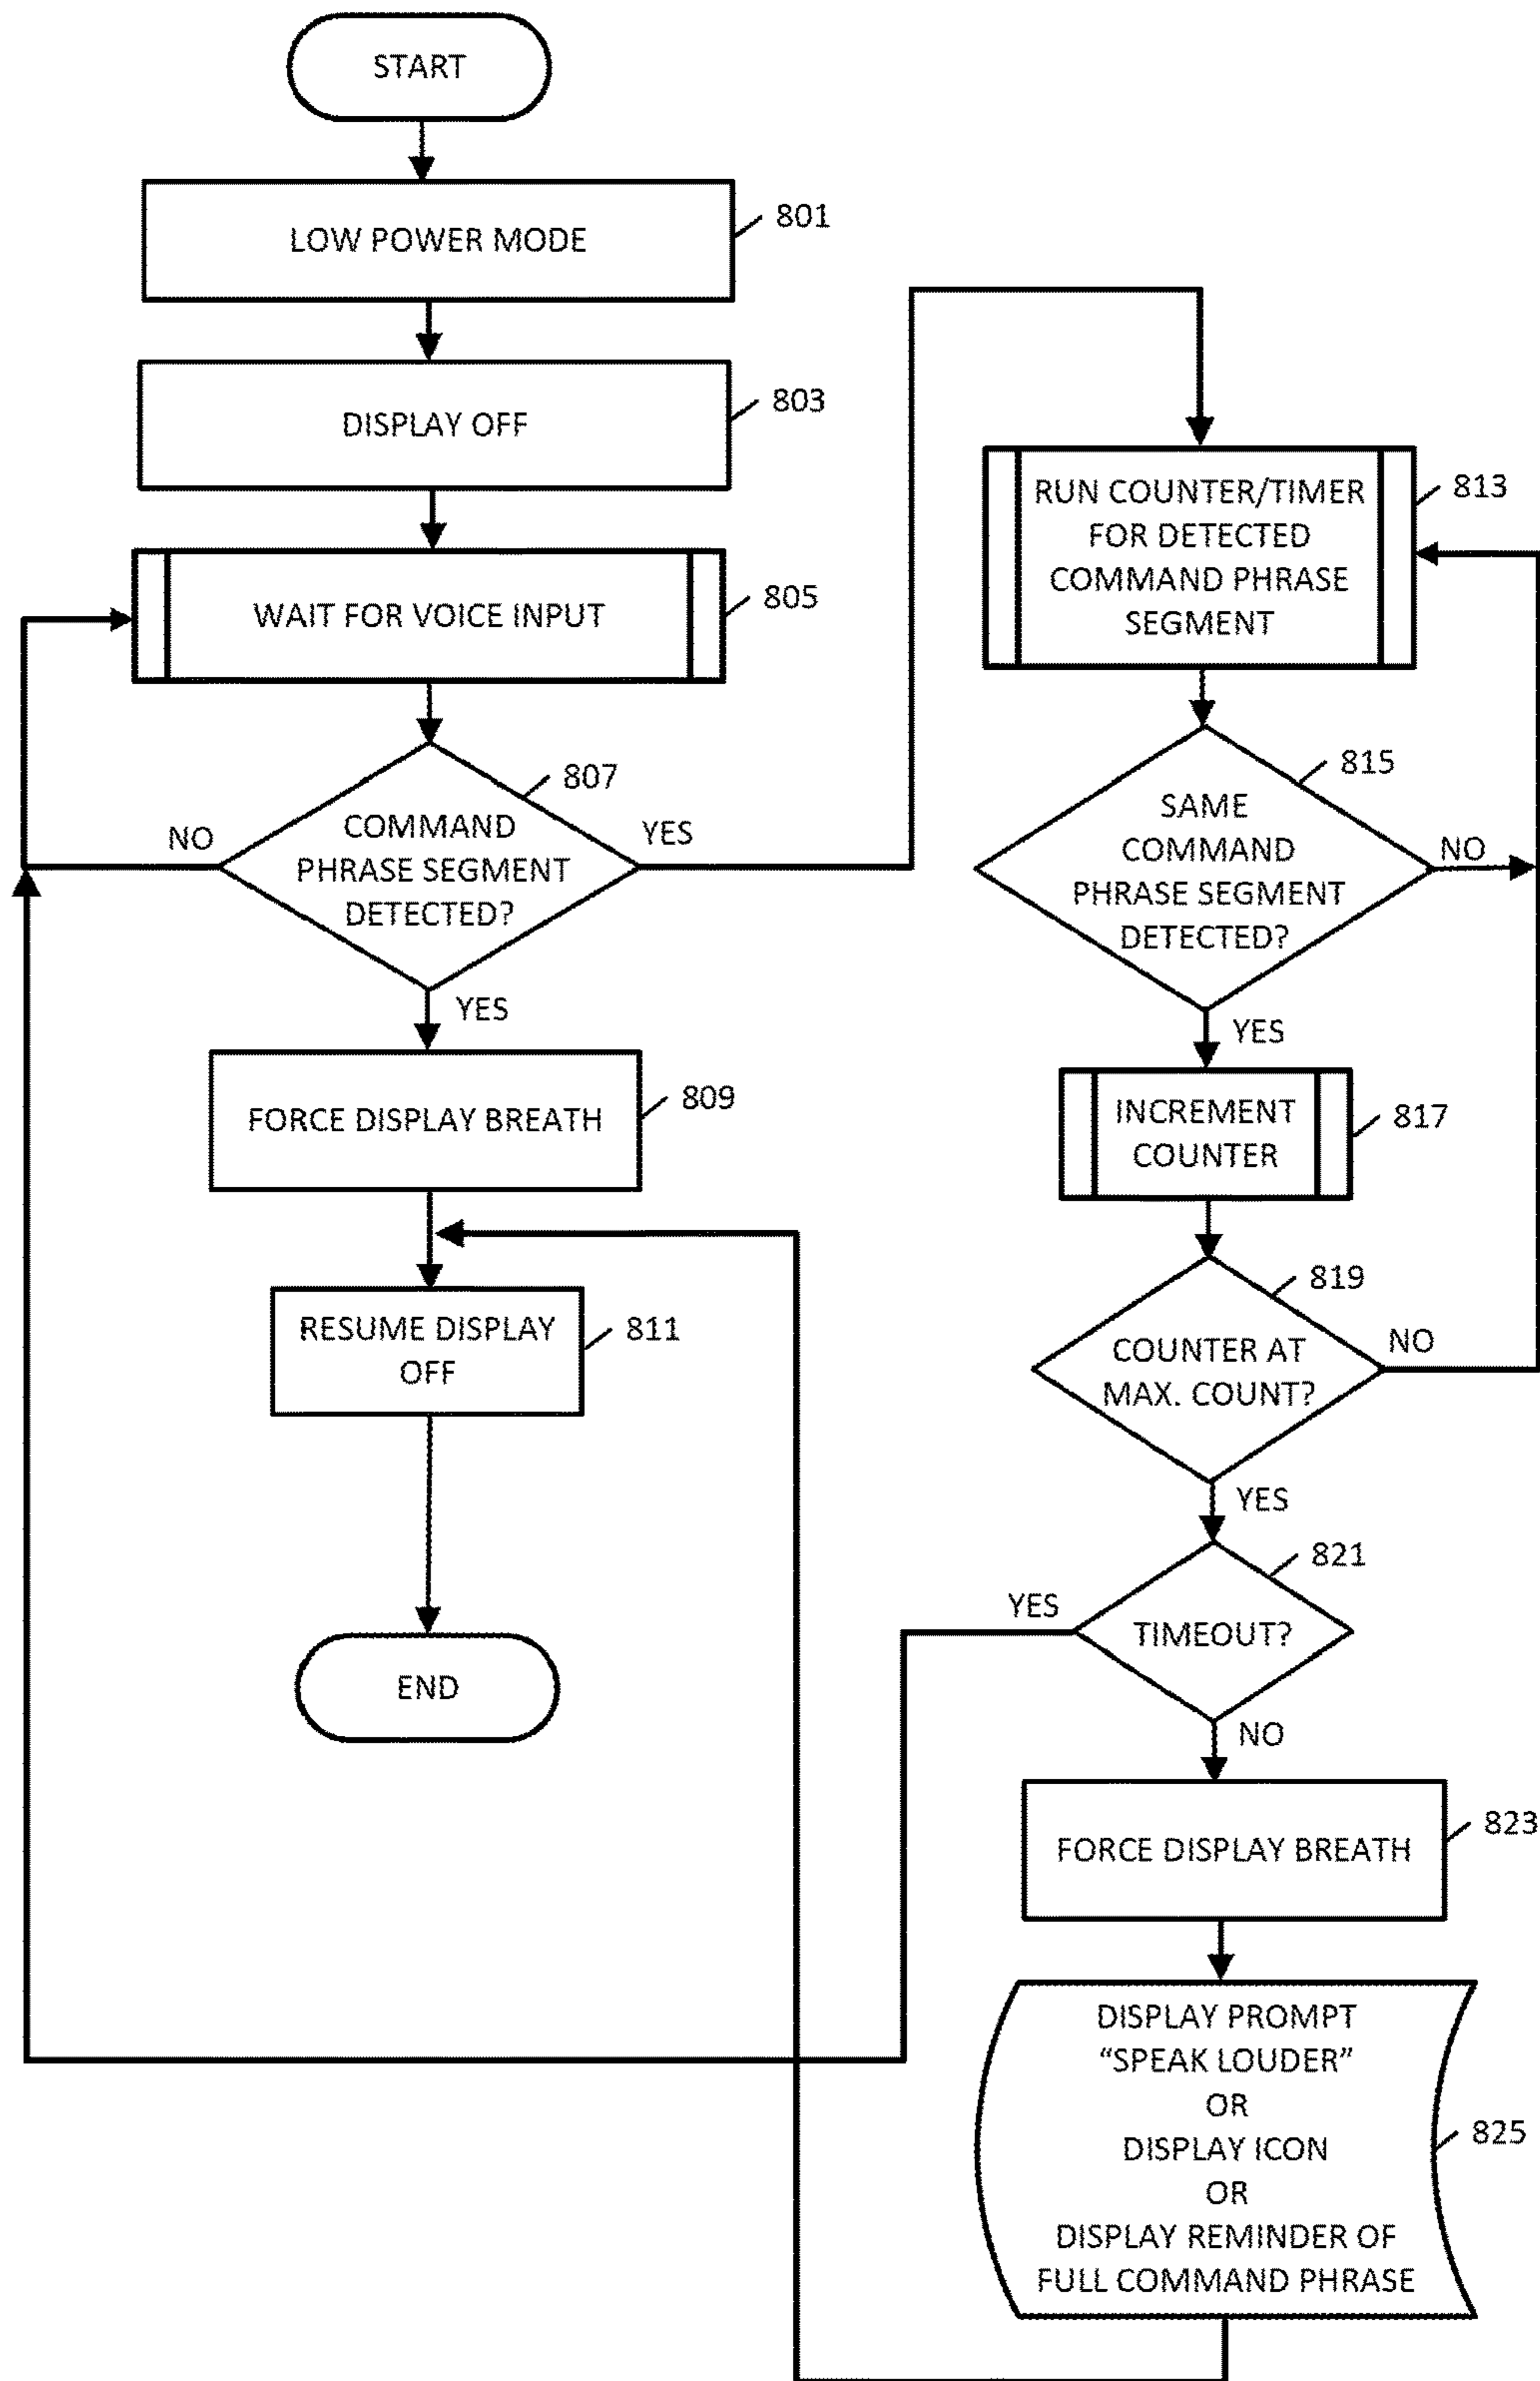 START
LOW POWER MODE
801
DISPLAY OFF
803
WAIT FOR VOICE INPUT
805
807
COMMAND
PHRASE SEGMENT
DETECTED?
NO
YES
YES
FORCE DISPLAY BREATH
809
RESUME DISPLAY
OFF
811
END
RUN COUNTER/TIMER
FOR DETECTED
COMMAND PHRASE
SEGMENT
813
815
SAME
COMMAND
PHRASE SEGMENT
DETECTED?
NO
YES
INCREMENT
COUNTER
817
819
COUNTER AT
MAX. COUNT?
NO
YES
821
TIMEOUT?
YES
NO
FORCE DISPLAY BREATH
823
DISPLAY PROMPT
“SPEAK LOUDER”
OR
DISPLAY ICON
OR
DISPLAY REMINDER OF
FULL COMMAND PHRASE
825